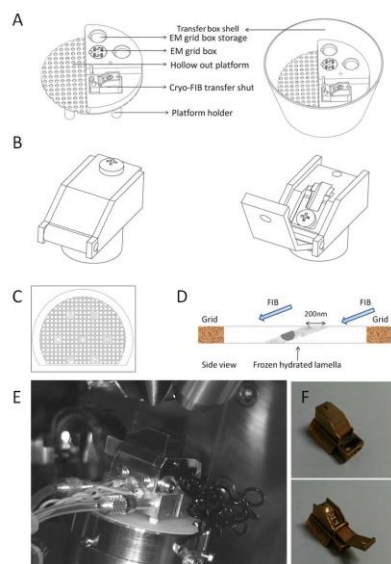 A
EM grid box storage
EM grid box
Hollow out platform
Cryo-FIB transfer shut
Platform holder
Transfer box shell
B
C
D
FIB
200nm
FIB
Grid
Grid
Side view
Frozen hydrated lamella
E
F